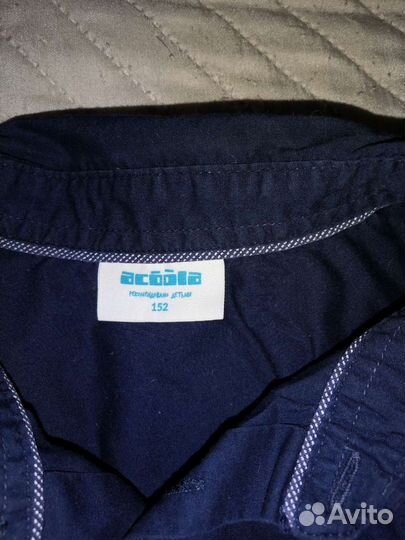 acoola
рекомендовано детьми
152
Avito